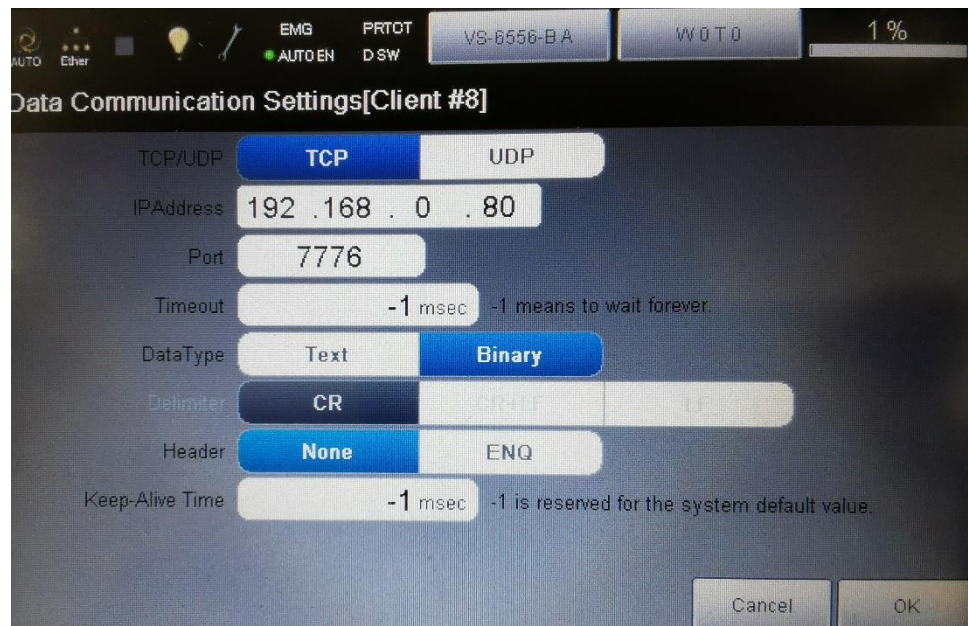 EMG PRTCT
AUTO EN D SW
VS-6556-B A
W 0 T 0
1 %
AUTO Ether
Data Communication Settings[Client #8]
TCP/UDP TCP UDP
IPAddress 192 .168 . 0 . 80
Port 7776
Timeout -1 msec -1 means to wait forever.
DataType Text Binary
Delimiter CR CR+LF LF
Header None ENQ
Keep-Alive Time -1 msec -1 is reserved for the system default value.
Cancel OK